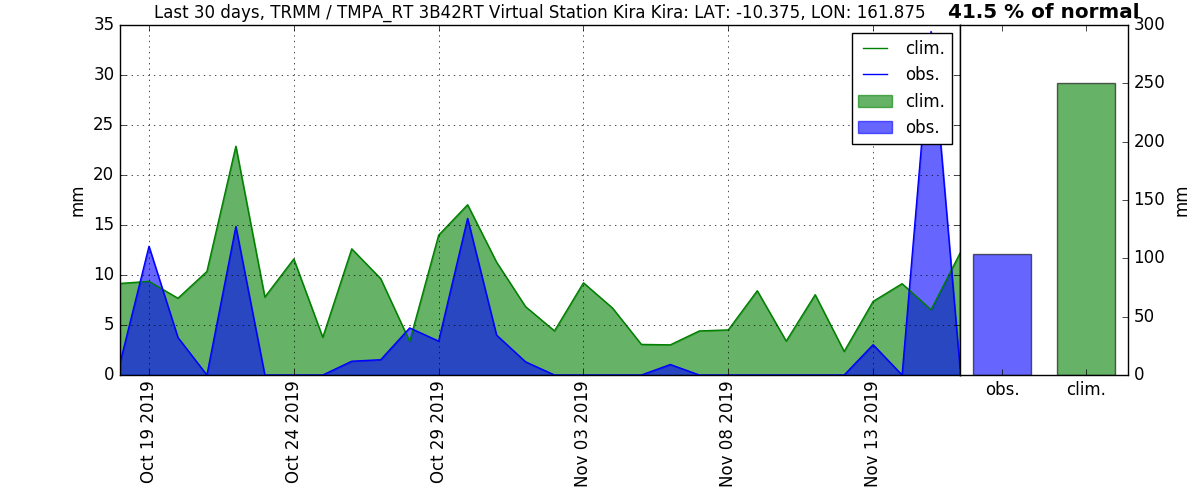 Last 30 days, TRMM / TMPA_RT 3B42RT Virtual Station Kira Kira: LAT: -10.375, LON: 161.875
41.5 % of normal
35
30
25
20
15
10
5
0
mm
clim.
obs.
clim.
obs.
Oct 19 2019
Oct 24 2019
Oct 29 2019
Nov 03 2019
Nov 08 2019
Nov 13 2019
300
250
200
150
100
50
0
mm
obs.
clim.